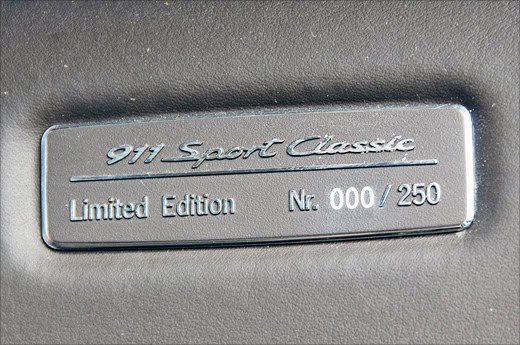 911 Sport Classic
Limited Edition Nr. 000 / 250